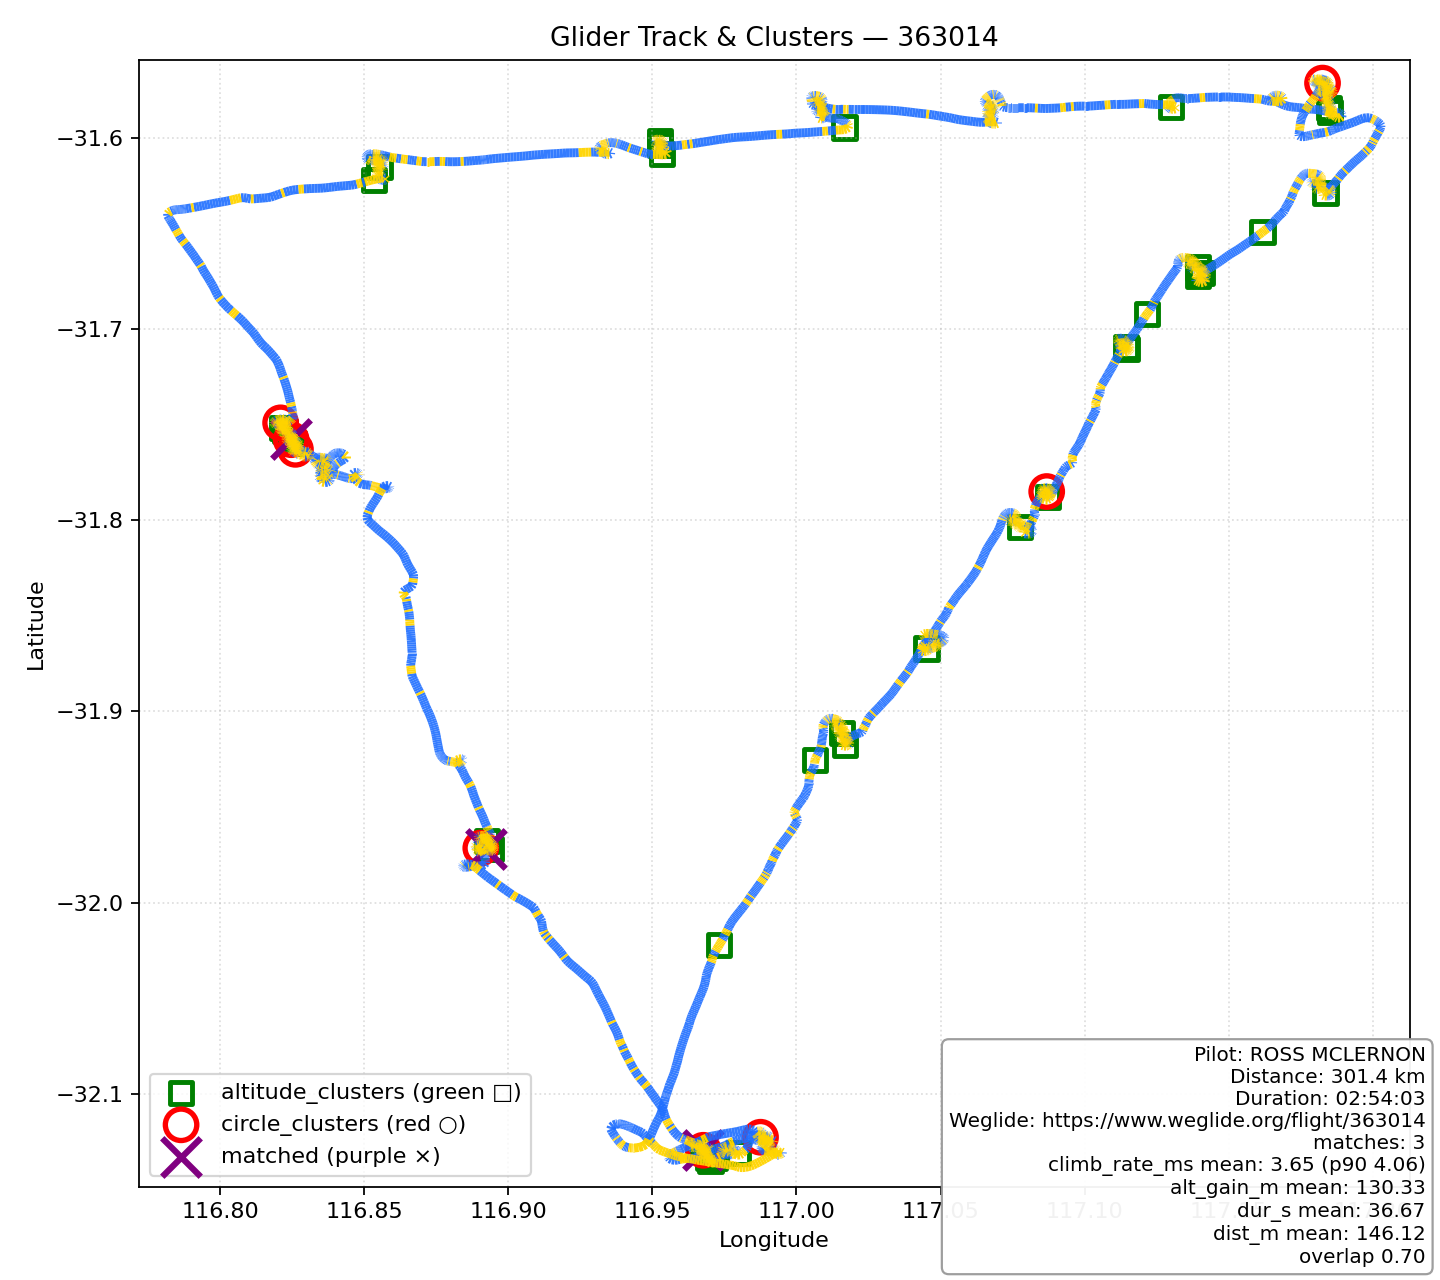 Glider Track & Clusters — 363014
Latitude
−31.6
−31.7
−31.8
−31.9
−32.0
−32.1
altitude_clusters (green □)
circle_clusters (red ○)
matched (purple ×)
Pilot: ROSS MCLERNON
Distance: 301.4 km
Duration: 02:54:03
Weglide: https://www.weglide.org/flight/363014
matches: 3
climb_rate_ms mean: 3.65 (p90 4.06)
alt_gain_m mean: 130.33
dur_s mean: 36.67
dist_m mean: 146.12
overlap 0.70
116.80 116.85 116.90 116.95 117.00 117.05 117.10
Longitude